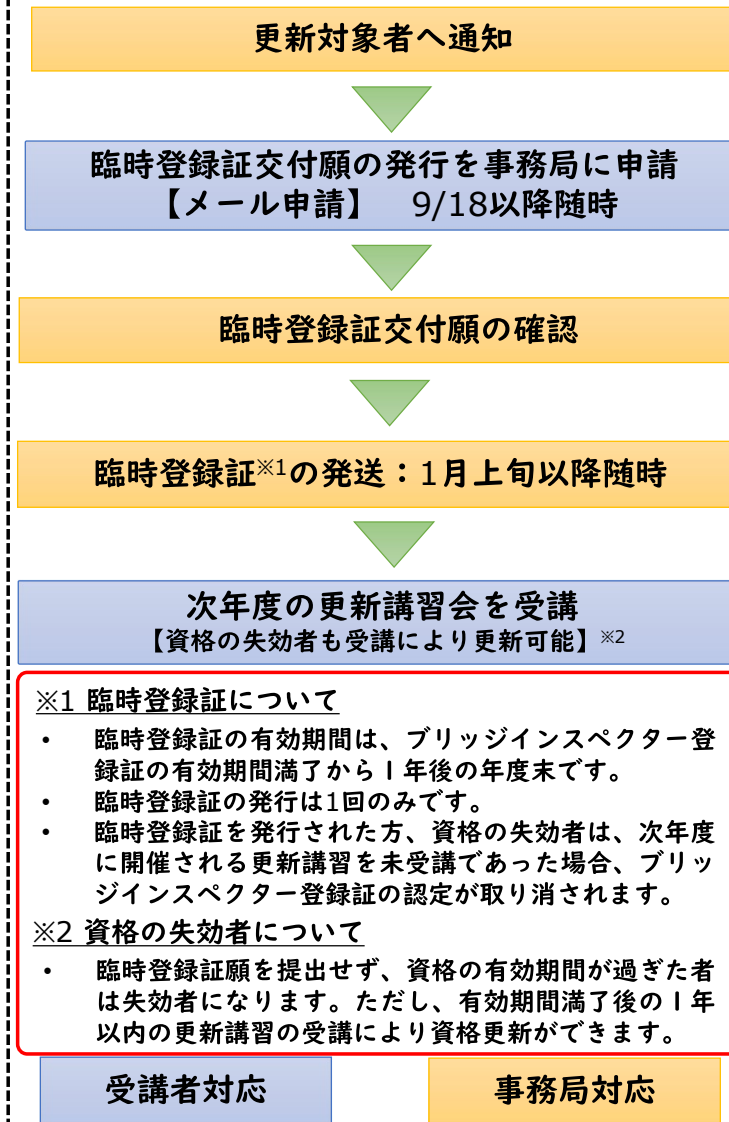 更新対象者へ通知
臨時登録証交付願の発行を事務局に申請
【メール申請】　9/18以降随時
臨時登録証交付願の確認
臨時登録証※1の発送：1月上旬以降随時
次年度の更新講習会を受講
【資格の失効者も受講により更新可能】※2
※1 臨時登録証について
• 臨時登録証の有効期間は、ブリッジインスペクター登
録証の有効期間満了から1年後の年度末です。
• 臨時登録証の発行は1回のみです。
• 臨時登録証を発行された方、資格の失効者は、次年度
に開催される更新講習を未受講であった場合、ブリッ
ジインスペクター登録証の認定が取り消されます。
※2 資格の失効者について
• 臨時登録証願を提出せず、資格の有効期間が過ぎた者
は失効者になります。ただし、有効期間満了後の1年
以内の更新講習の受講により資格更新ができます。
受講者対応
事務局対応